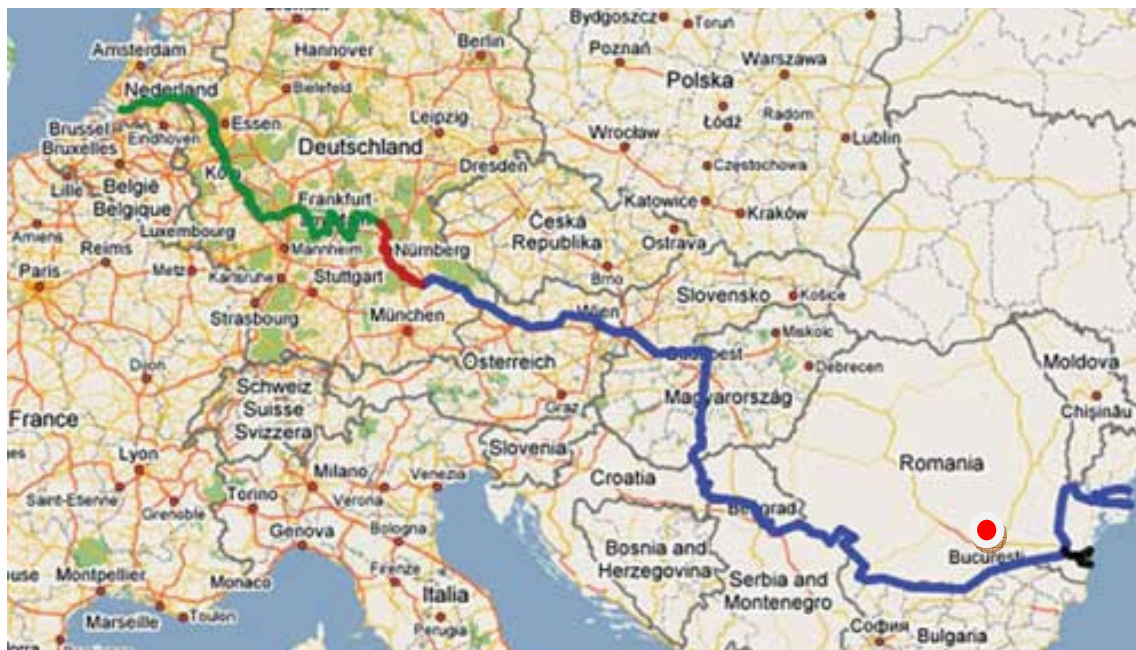 Bydgoszcz
Toruń
Amsterdam
Hannover
Berlin
Poznań
Warszawa
Nederland
Bielefeld
Polska
Essen
Leipzig
Łódź
Radom
Brussel
Bruxelles
Eindhoven
Deutschland
Wrocław
Lublin
Dresden
Częstochowa
Lille
België
Belgique
Frankfurt
Katowice
Kraków
Amiens
Luxembourg
Česká
Republika
Ostrava
Reims
Mannheim
Nürnberg
Paris
Metz
Karlsruhe
Stuttgart
Brno
Slovensko
Košice
Strasbourg
München
Wien
Miskolc
Österreich
Budapest
Moldova
Dijon
Debrecen
Schweiz
Suisse
Svizzera
Graz
Magyarország
Chişinău
France
Slovenia
Lyon
Milano
Venezia
Croatia
Romania
Saint-Etienne
Torino
Verona
Grenoble
Genova
Bologna
Belgrad
Bosnia and
Herzegovina
Bucureşti
Montpellier
Monaco
Firenze
Serbia and
Montenegro
Italia
Marseille
Toulon
Perugia
София
Bulgaria